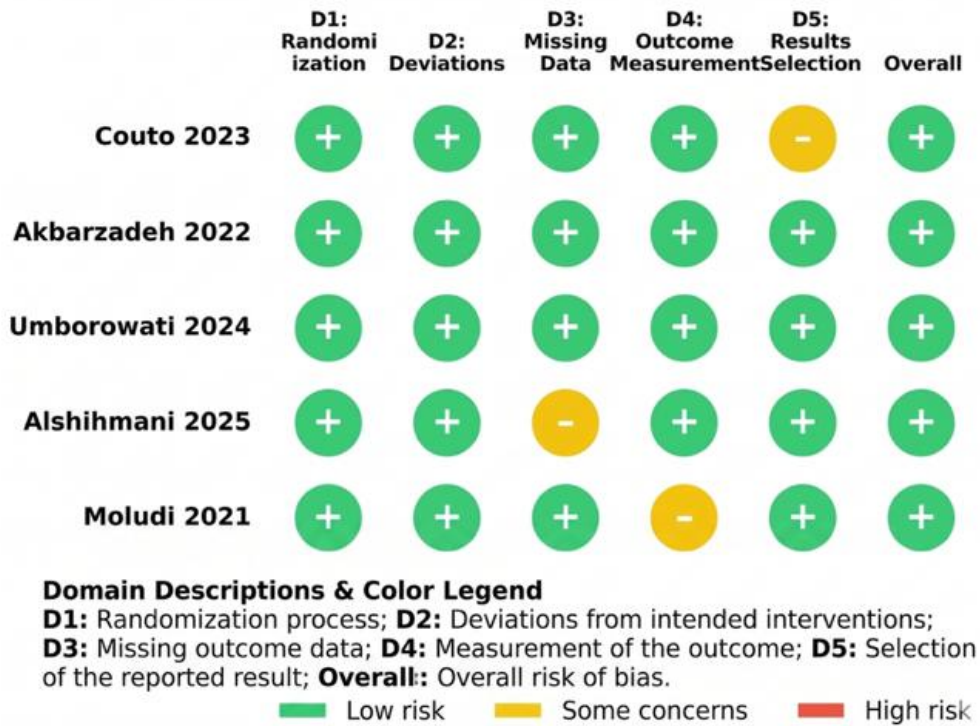 D1: Randomi ization
D2: Deviations
D3: Missing Data
D4: Outcome Measurement
D5: Results Selection
Overall
Couto 2023 + + + + - +
Akbarzadeh 2022 + + + + + +
Umborowati 2024 + + + + + +
Alshihmani 2025 + + - + + +
Moludi 2021 + + + - + +
Domain Descriptions & Color Legend
D1: Randomization process; D2: Deviations from intended interventions;
D3: Missing outcome data; D4: Measurement of the outcome; D5: Selection
of the reported result; Overall: Overall risk of bias.
Low risk Some concerns High risk